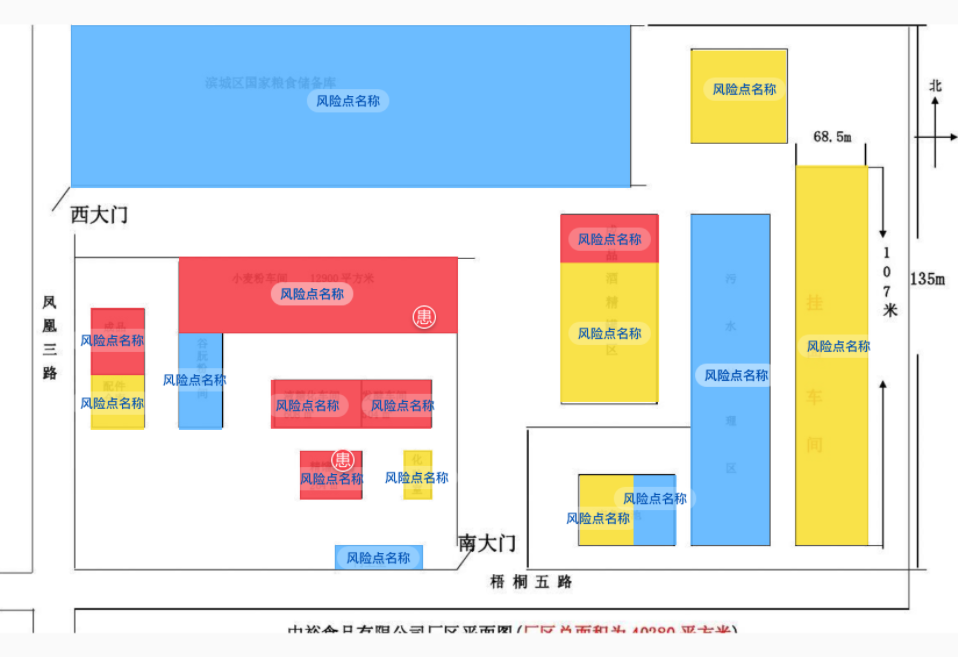 滨城区国家粮食储备库
风险点名称
风险点名称
北
68.5m
西大门
风险点名称
小麦粉车间 12900平方米
风险点名称
107米
135m
惠
凤凰三路
风险点名称
风险点名称
污水
区
风险点名称
挂
车间
风险点名称
风险点名称
风险点名称
配件
风险点名称
风险点名称
风险点名称
惠
风险点名称
化
风险点名称
风险点名称
风险点名称
南大门
风险点名称
梧桐五路
中裕食品有限公司厂区平面图(厂区总面积为40280平方米)